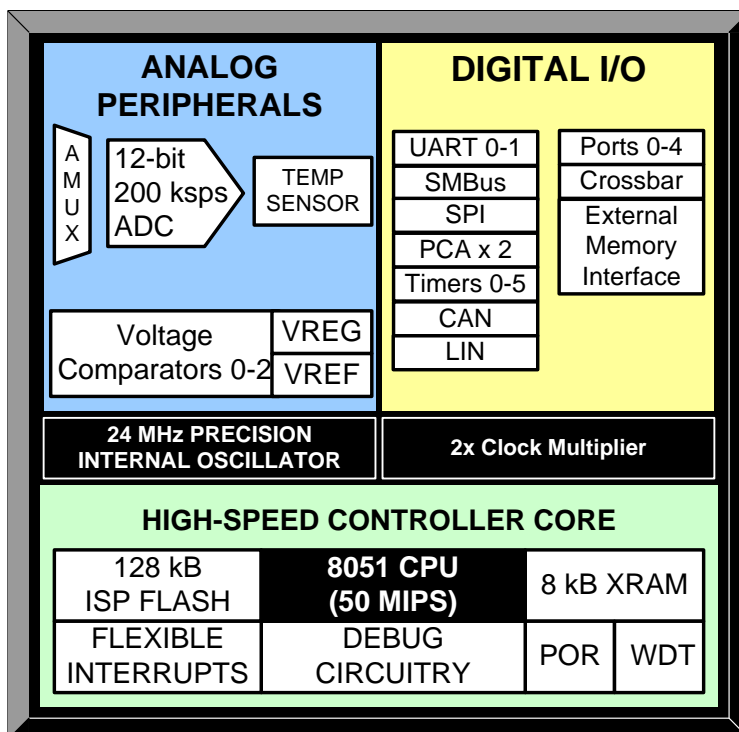 ANALOG
PERIPHERALS
A
M
U
X
12-bit
200 ksps
ADC
TEMP
SENSOR
Voltage
Comparators 0-2
VREG
VREF
DIGITAL I/O
UART 0-1
SMBus
SPI
PCA x 2
Timers 0-5
CAN
LIN
Ports 0-4
Crossbar
External
Memory
Interface
24 MHz PRECISION
INTERNAL OSCILLATOR
2x Clock Multiplier
HIGH-SPEED CONTROLLER CORE
128 kB
ISP FLASH
8051 CPU
(50 MIPS)
8 kB XRAM
FLEXIBLE
INTERRUPTS
DEBUG
CIRCUITRY
POR
WDT